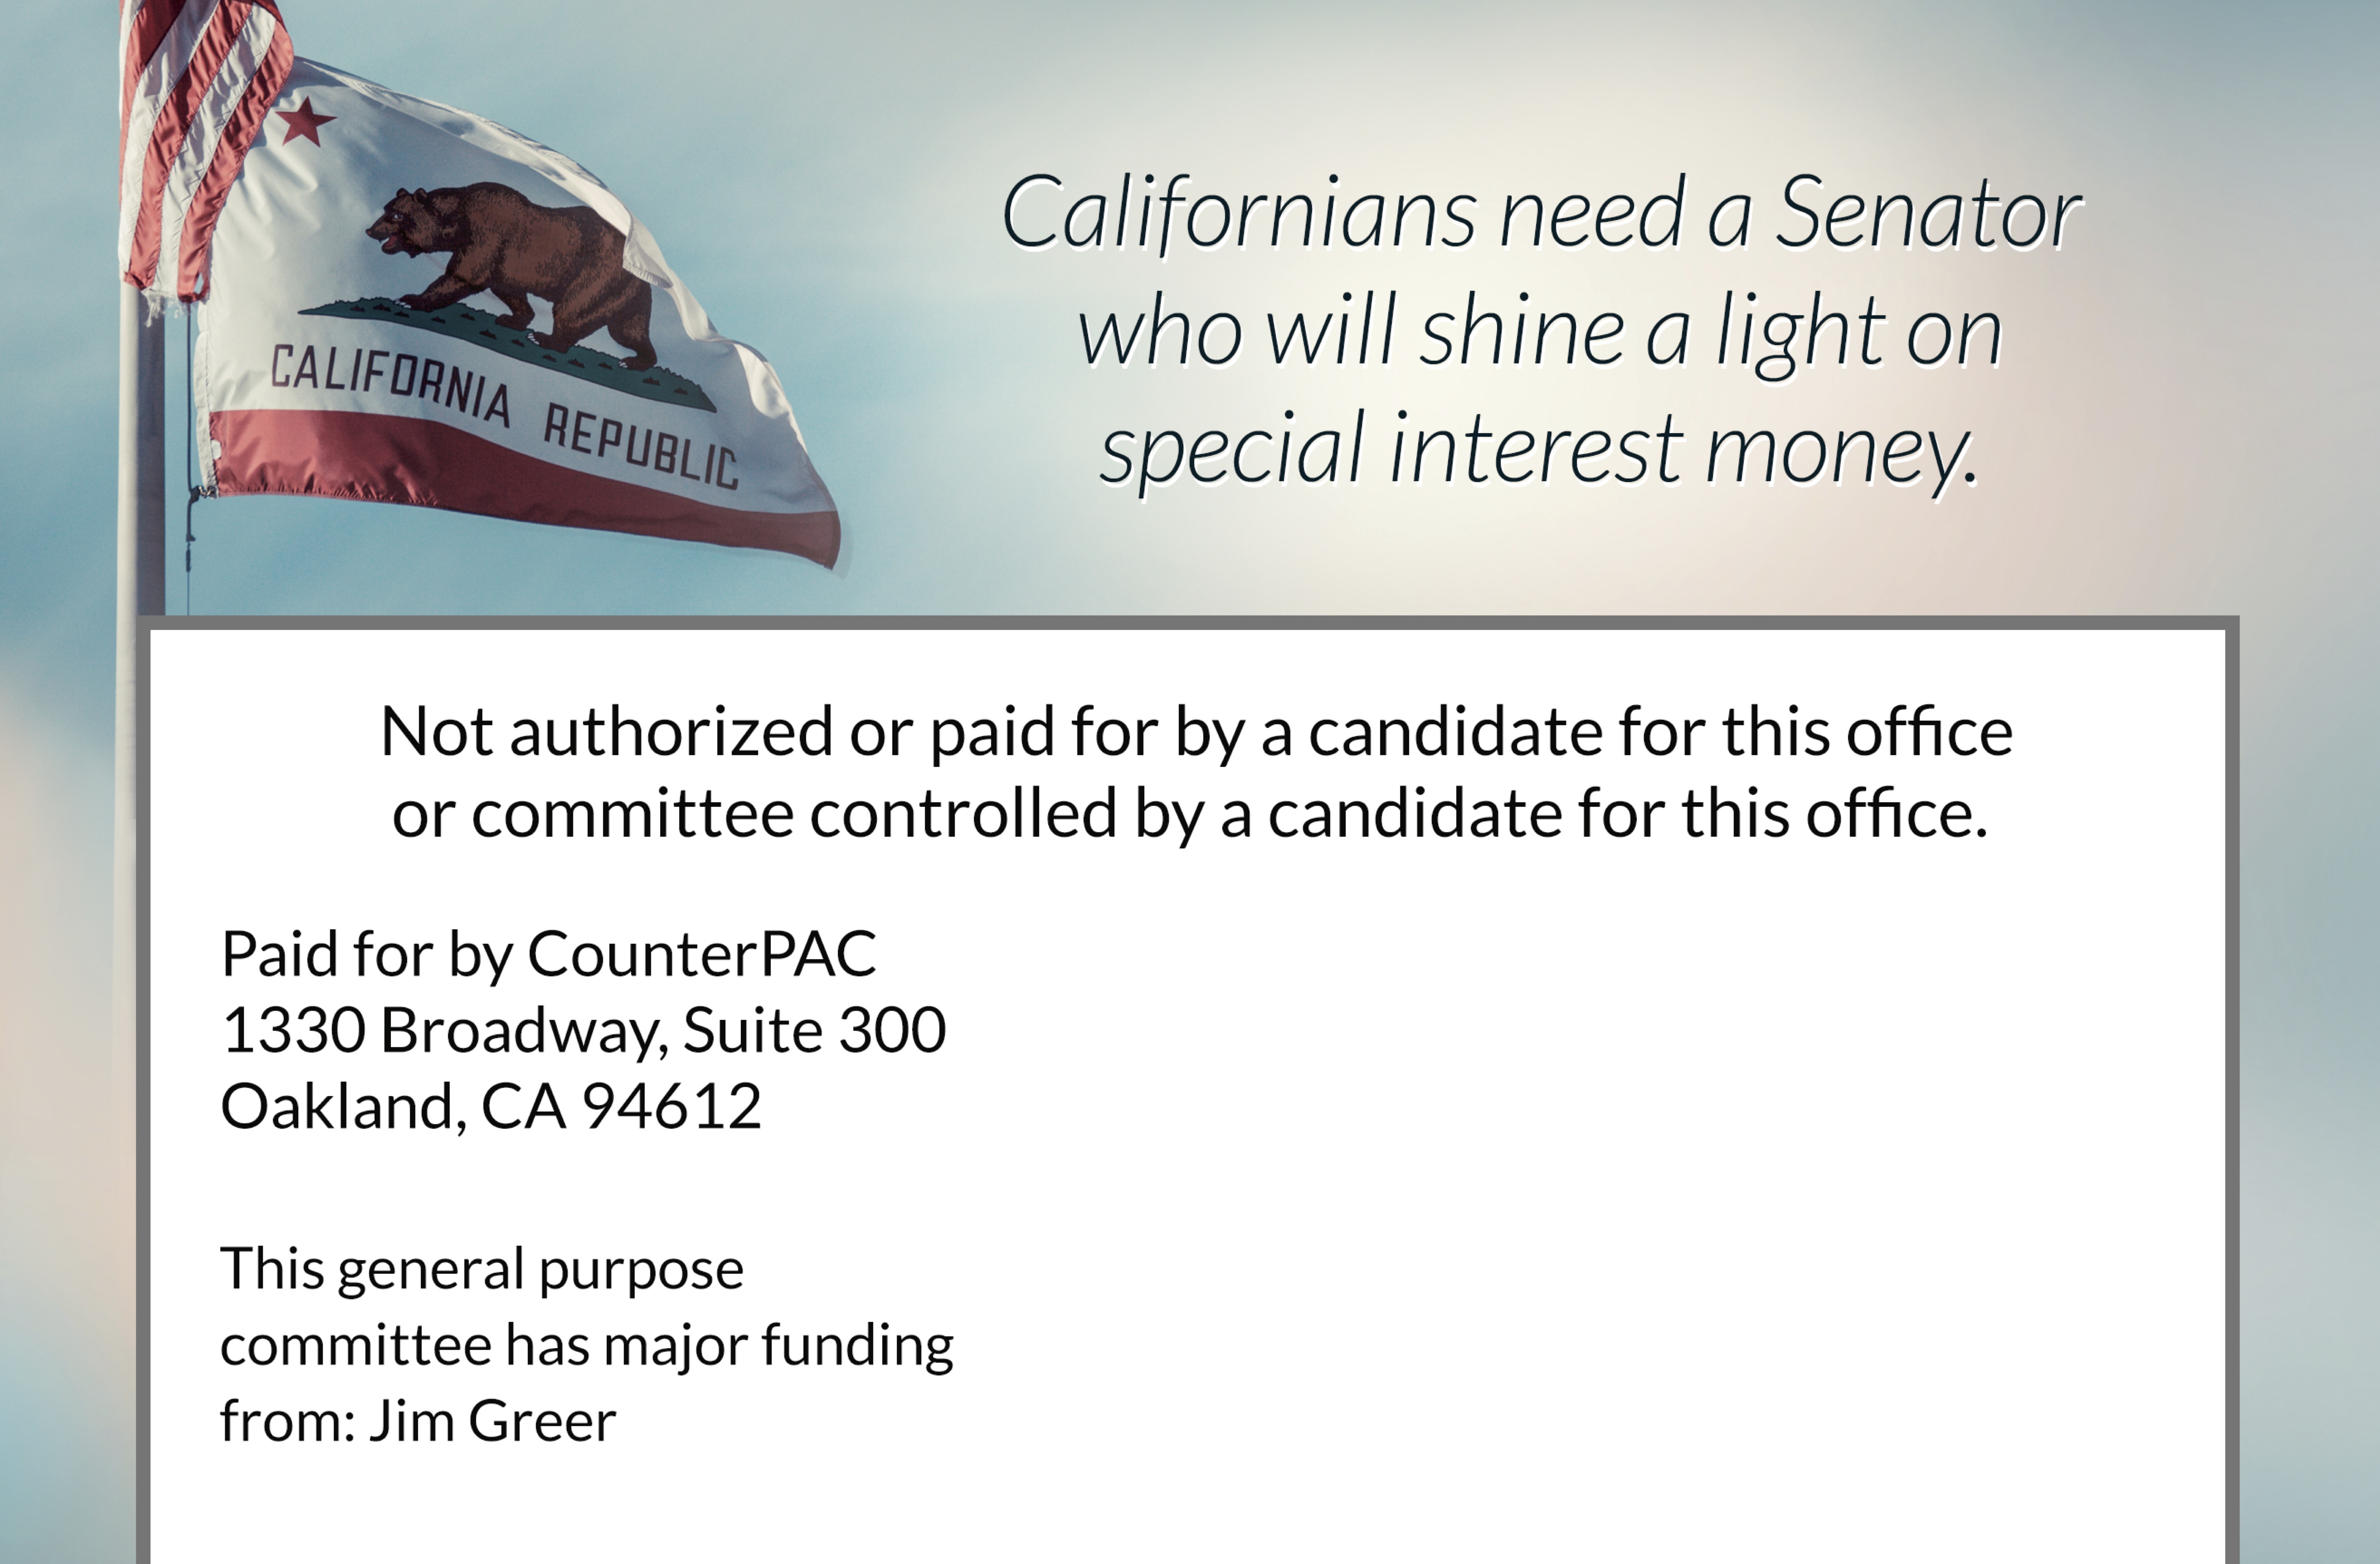 CALIFORNIA REPUBLIC
Californians need a Senator
who will shine a light on
special interest money.
Not authorized or paid for by a candidate for this office
or committee controlled by a candidate for this office.
Paid for by CounterPAC
1330 Broadway, Suite 300
Oakland, CA 94612
This general purpose
committee has major funding
from: Jim Greer